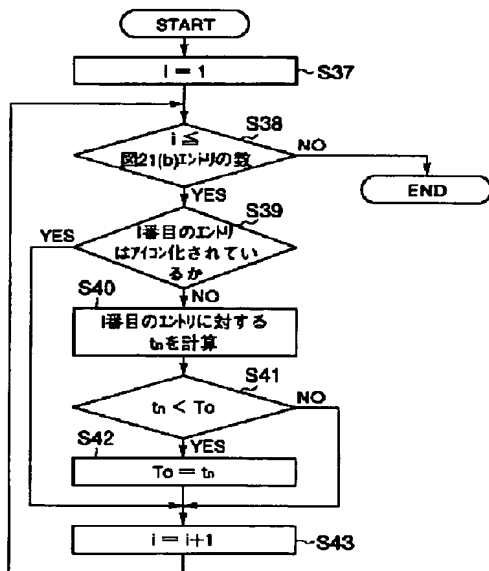 START
i = 1
S37
S38
i ≦
図21(b)エントリの数
NO
END
YES
S39
YES
i番目のエントリ
はアイコン化されてい
るか
NO
S40
i番目のエントリに対する
tnを計算
S41
tn < To
NO
YES
S42
To = tn
i = i+1
S43